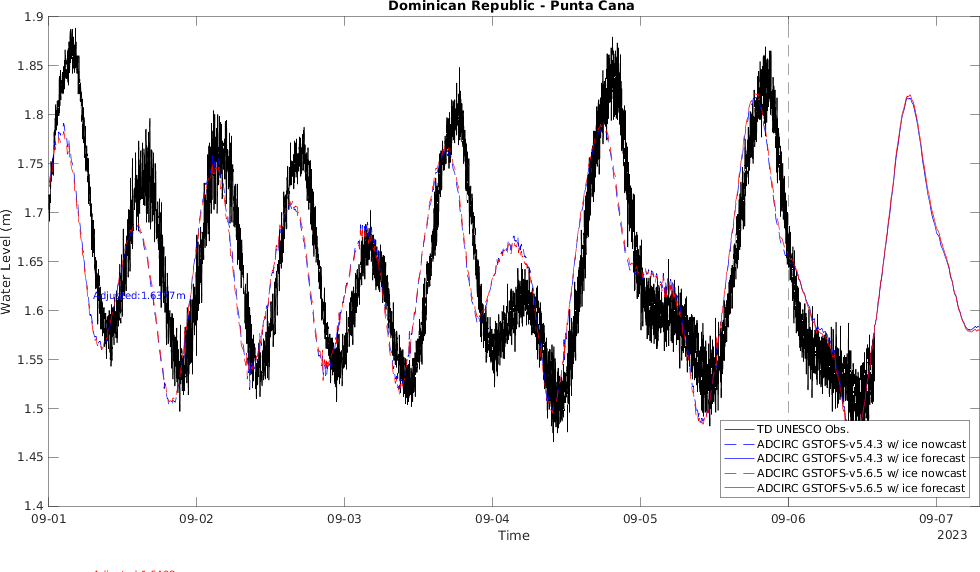 Dominican Republic - Punta Cana
1.9
1.85
1.8
1.75
1.7
1.65
1.6
1.55
1.5
1.45
1.4
Water Level (m)
TD UNESCO Obs.
ADCIRC GSTOFS-v5.4.3 w/ ice nowcast
ADCIRC GSTOFS-v5.4.3 w/ ice forecast
ADCIRC GSTOFS-v5.6.5 w/ ice nowcast
ADCIRC GSTOFS-v5.6.5 w/ ice forecast
09-01
09-02
09-03
09-04
09-05
09-06
09-07
Time
2023